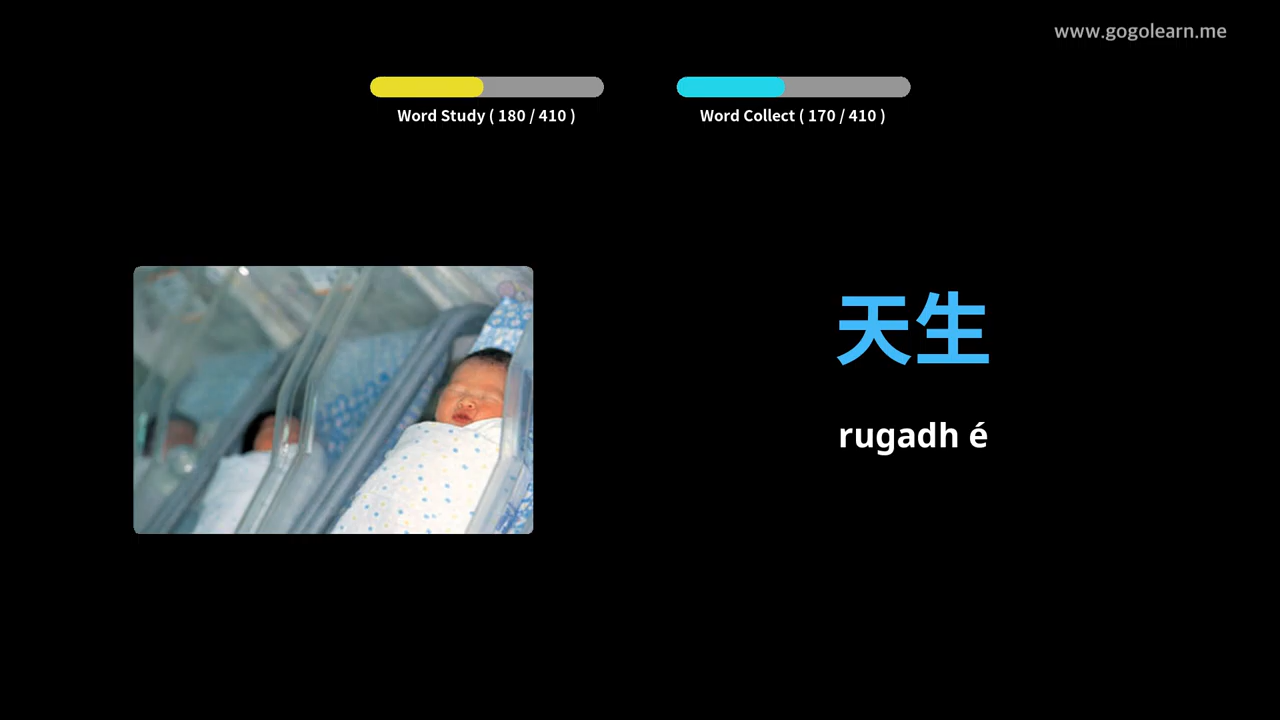 www.gogolearn.me
Word Study ( 180 / 410 )
Word Collect ( 170 / 410 )
天生
rugadh é